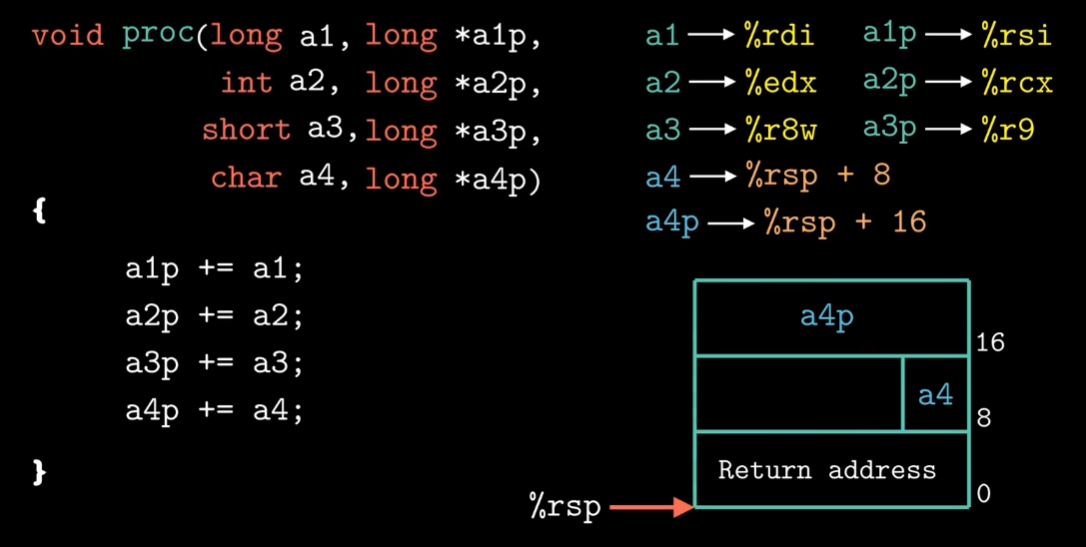 void proc(long a1, long *a1p,
int a2, long *a2p,
short a3, long *a3p,
char a4, long *a4p)
{
a1p += a1;
a2p += a2;
a3p += a3;
a4p += a4;
}
a1 → %rdi a1p → %rsi
a2 → %edx a2p → %rcx
a3 → %r8w a3p → %r9
a4 → %rsp + 8
a4p → %rsp + 16
a4p
16
a4
8
Return address
0
%rsp